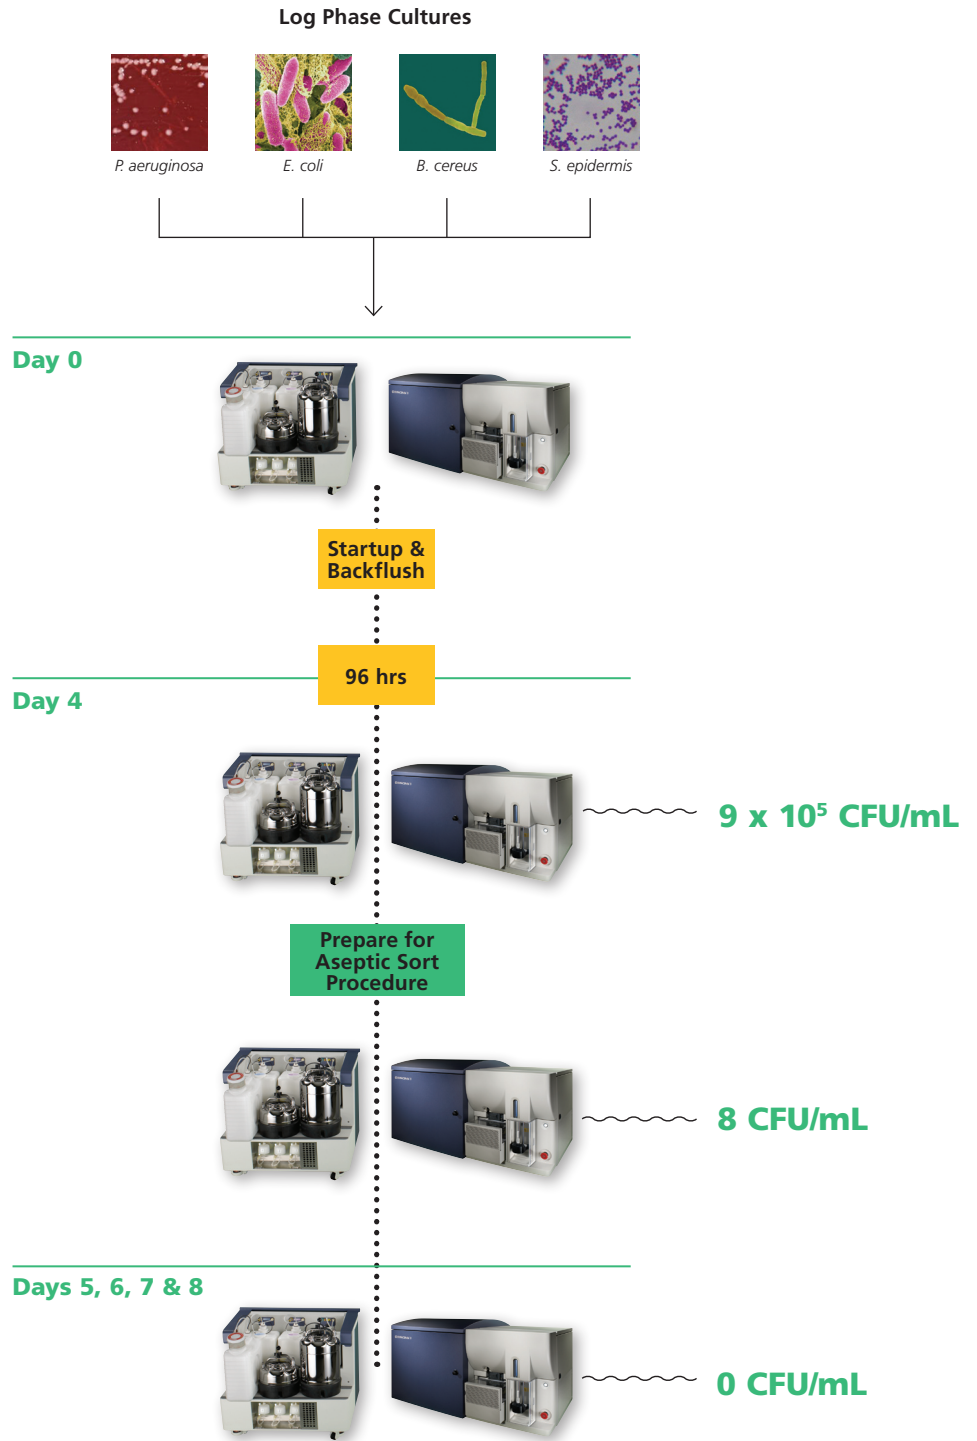 Log Phase Cultures
P. aeruginosa
E. coli
B. cereus
S. epidermis
Day 0
Startup &
Backflush
96 hrs
Day 4
9 x 10⁵ CFU/mL
Prepare for
Aseptic Sort
Procedure
8 CFU/mL
Days 5, 6, 7 & 8
0 CFU/mL